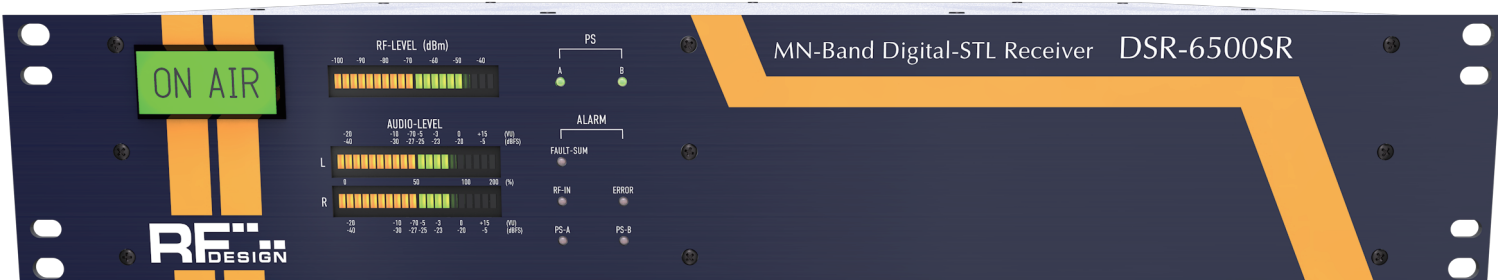 MN-Band Digital-STL Receiver DSR-6500SR
ON AIR
RF-LEVEL (dBm)
-100 -90 -80 -70 -60 -50 -40
PS
A B
AUDIO-LEVEL
-20 -10 -70 -5 -3 0 +15 (VU)
-40 -30 -27 -25 -23 -20 -5 (dBFS)
L
0 50 100 200 (%)
R
-20 -10 -70 -5 -3 0 +15 (VU)
-40 -30 -27 -25 -23 -20 -5 (dBFS)
ALARM
FAULT-SUM
RF-IN ERROR
PS-A PS-B
RF DESIGN